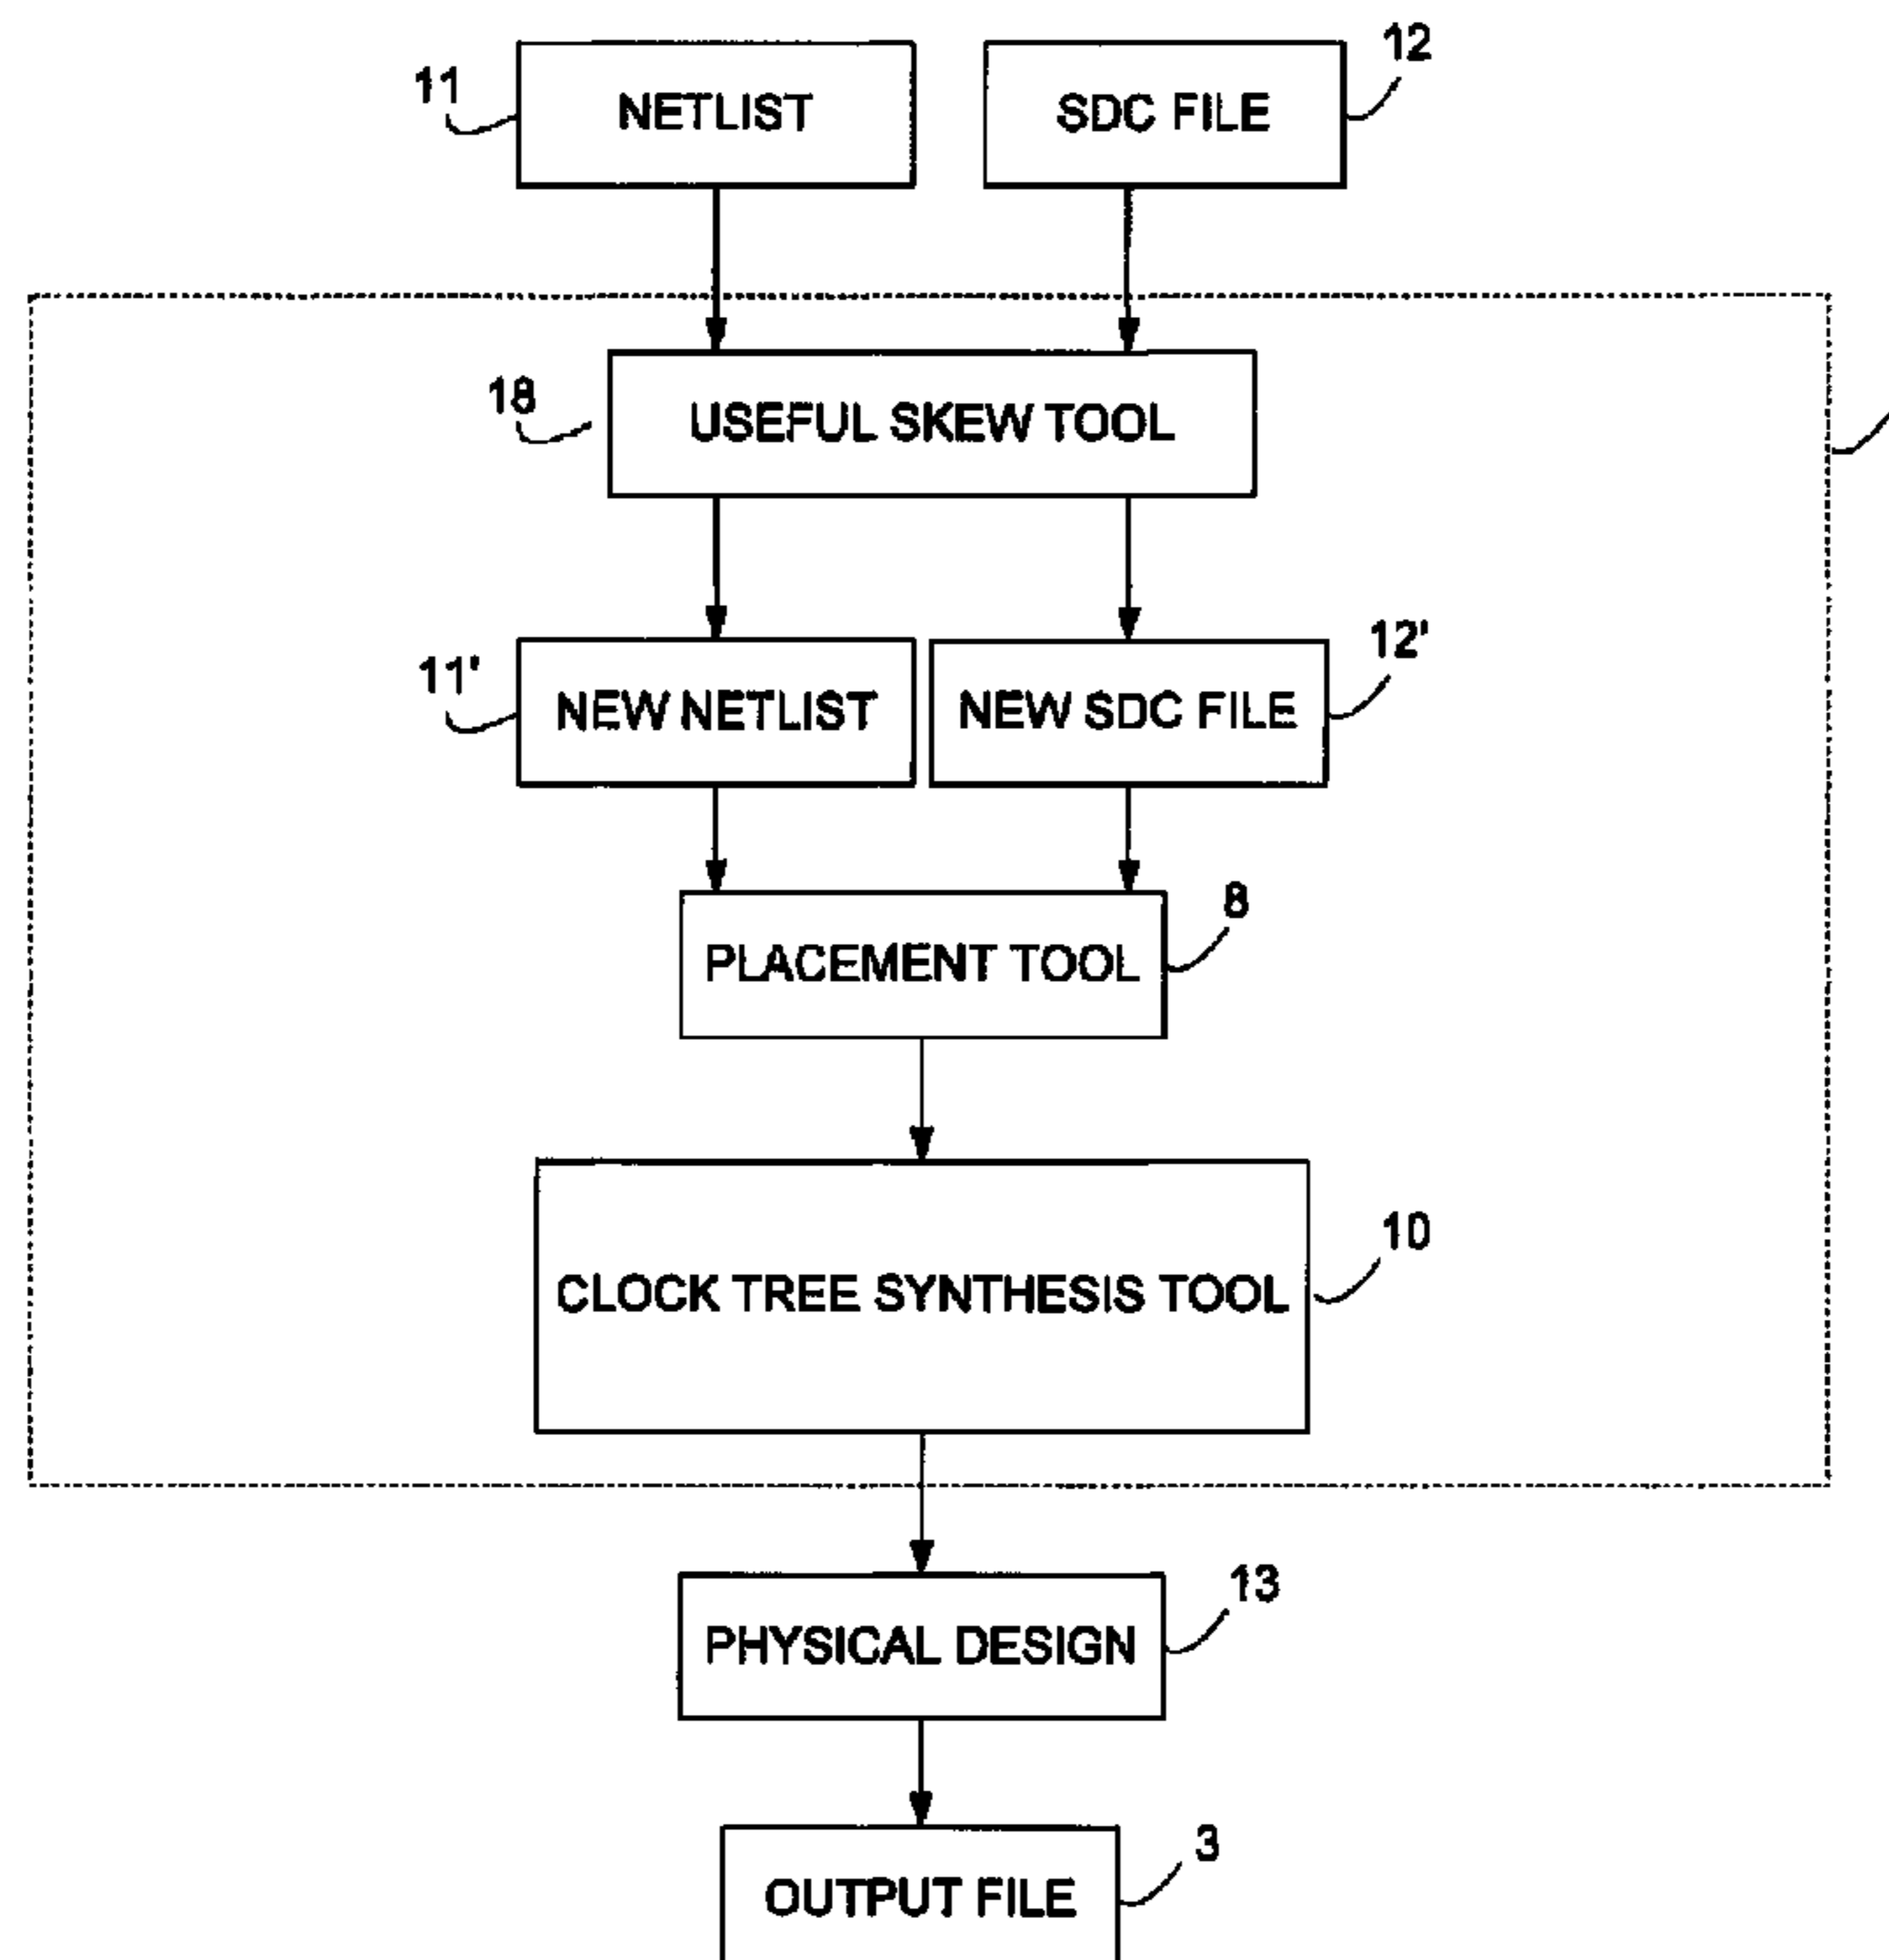 11
NETLIST
SDC FILE
12
18
USEFUL SKEW TOOL
11'
NEW NETLIST
NEW SDC FILE
12'
PLACEMENT TOOL
8
CLOCK TREE SYNTHESIS TOOL
10
PHYSICAL DESIGN
13
OUTPUT FILE
3